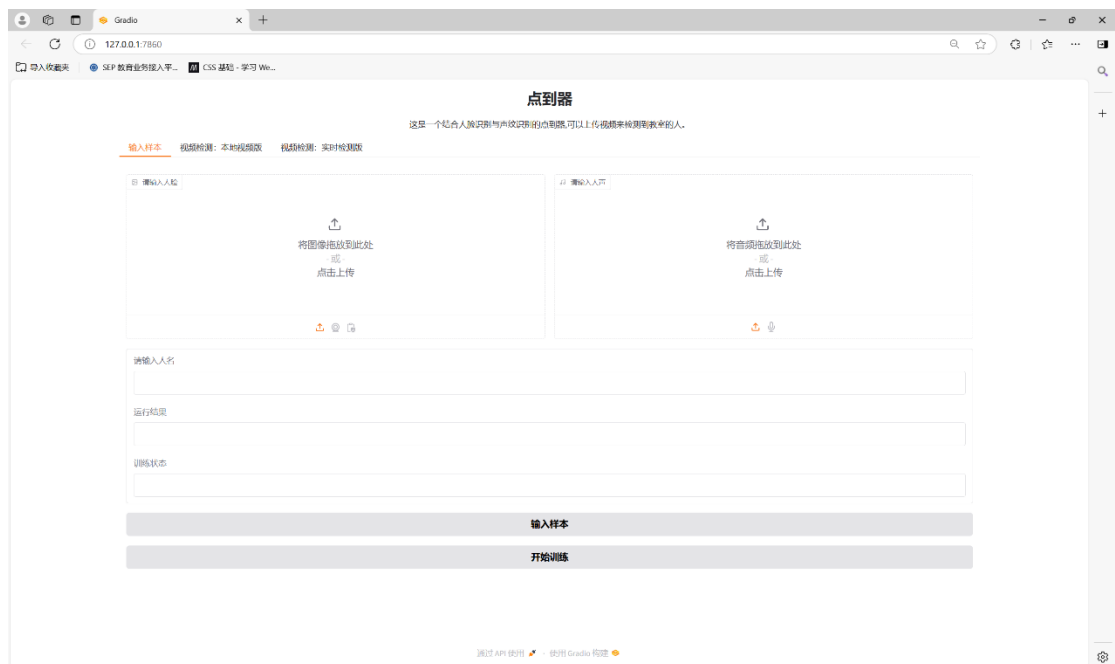 Gradio
127.0.0.1:7860
导入收藏夹 SEP 教育业务接入平... CSS 基础 - 学习 We...
点到器
这是一个结合人脸识别与声纹识别的点到器,可以上传视频来检测到教室的人。
输入样本 视频检测：本地视频版 视频检测：实时检测版
请输入人脸 请输入人声
将图像拖放到此处 将音频拖放到此处
- 或 - - 或 -
点击上传 点击上传
请输入人名
运行结果
训练状态
输入样本
开始训练
通过 API 使用 · 使用 Gradio 构建